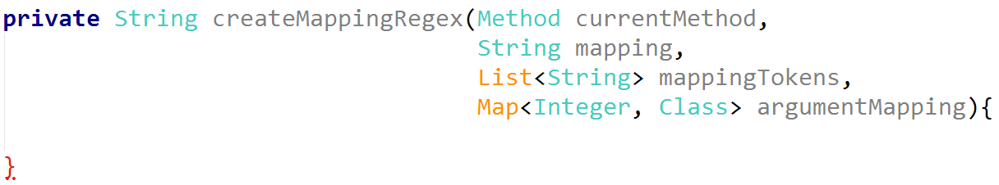 private String createMappingRegex(Method currentMethod,
String mapping,
List<String> mappingTokens,
Map<Integer, Class> argumentMapping){
}